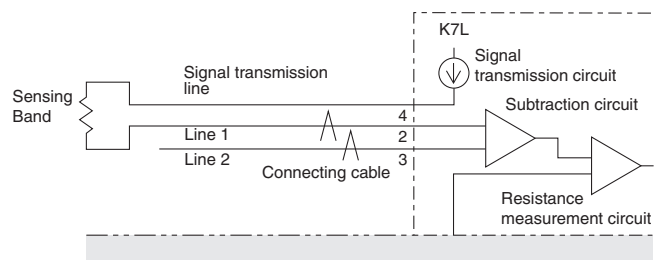 K7L
Signal
transmission circuit
Signal transmission
line
Sensing
Band
Subtraction circuit
4
Line 1
2
Line 2
3
Connecting cable
Resistance
measurement circuit